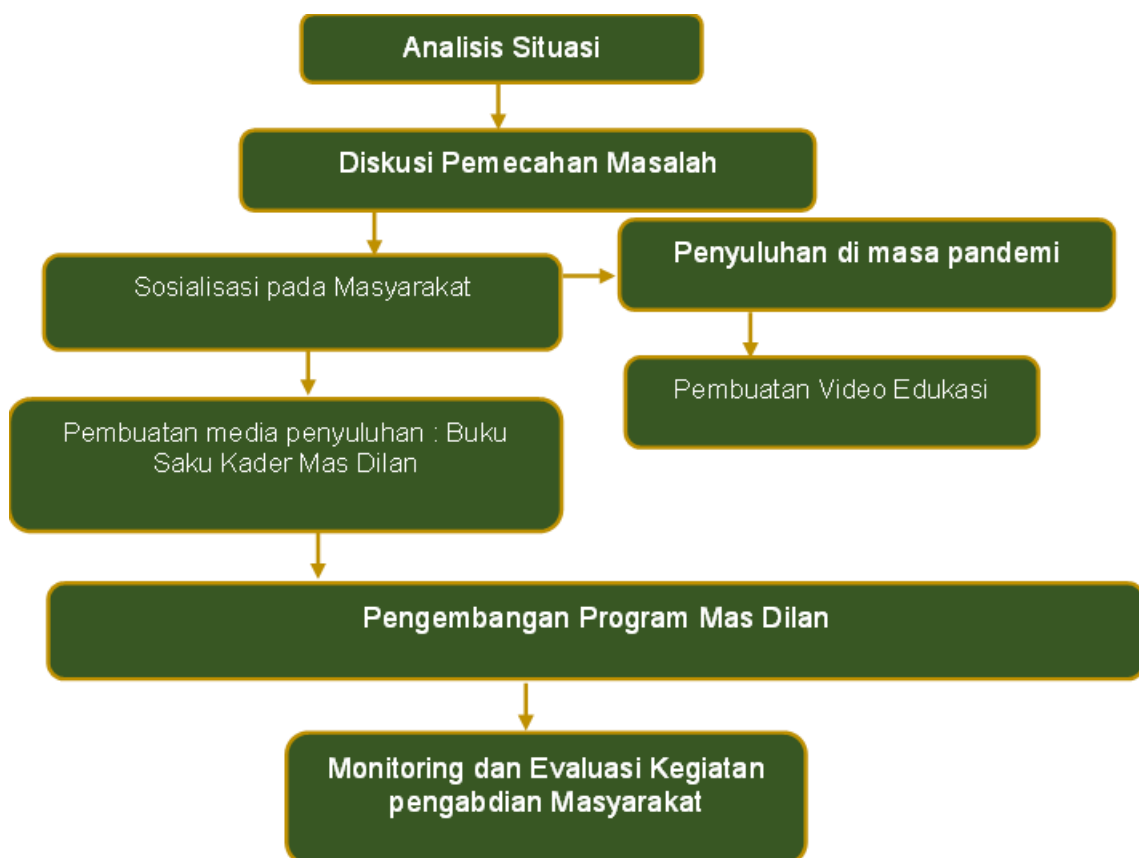 Analisis Situasi
Diskusi Pemecahan Masalah
Sosialisasi pada Masyarakat
Penyuluhan di masa pandemi
Pembuatan Video Edukasi
Pembuatan media penyuluhan : Buku
Saku Kader Mas Dilan
Pengembangan Program Mas Dilan
Monitoring dan Evaluasi Kegiatan
pengabdian Masyarakat